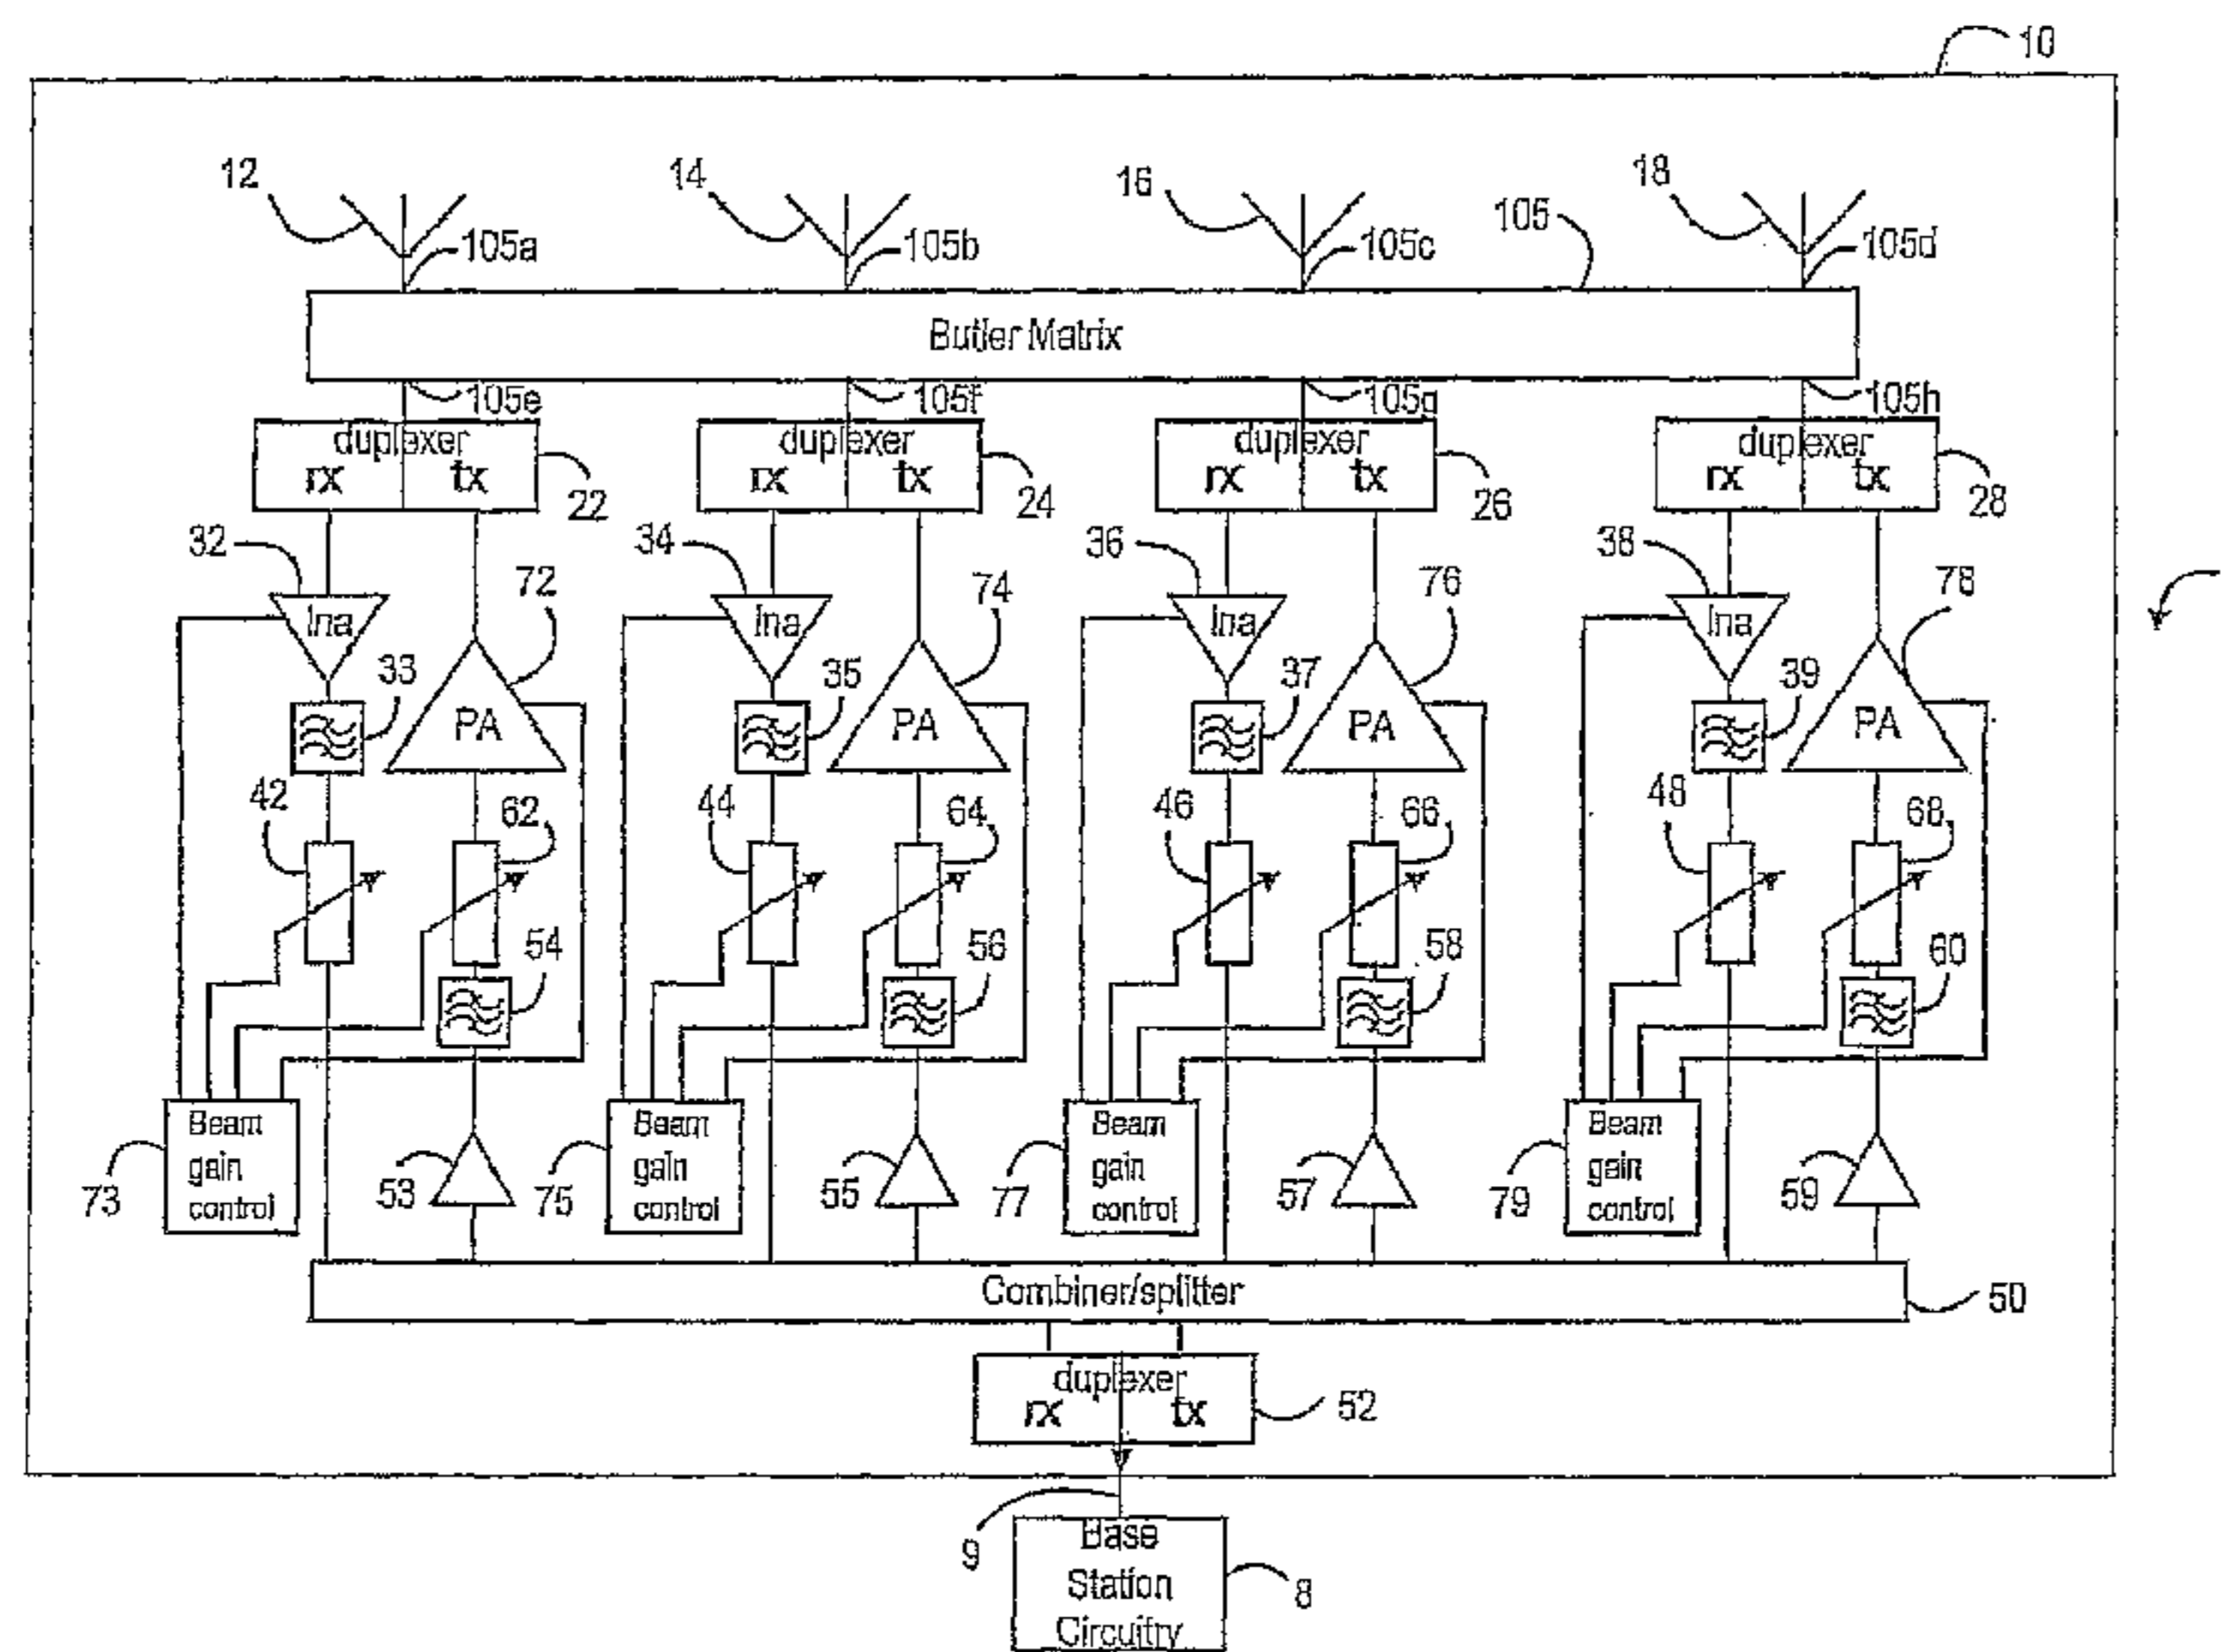 10
12
14
16
18
105
105a
105b
105c
105d
Butler Matrix
105e
105f
105g
105h
duplexer
rx tx
22
duplexer
rx tx
24
duplexer
rx tx
26
duplexer
rx tx
28
32
34
36
38
lna
lna
lna
lna
72
74
76
78
33
35
37
39
PA
PA
PA
PA
42
62
44
64
46
66
48
68
54
56
58
60
Beam
gain
control
73
53
Beam
gain
control
75
55
Beam
gain
control
77
57
Beam
gain
control
79
59
Combiner/splitter
50
duplexer
rx tx
52
9
Base
Station
Circuitry
8